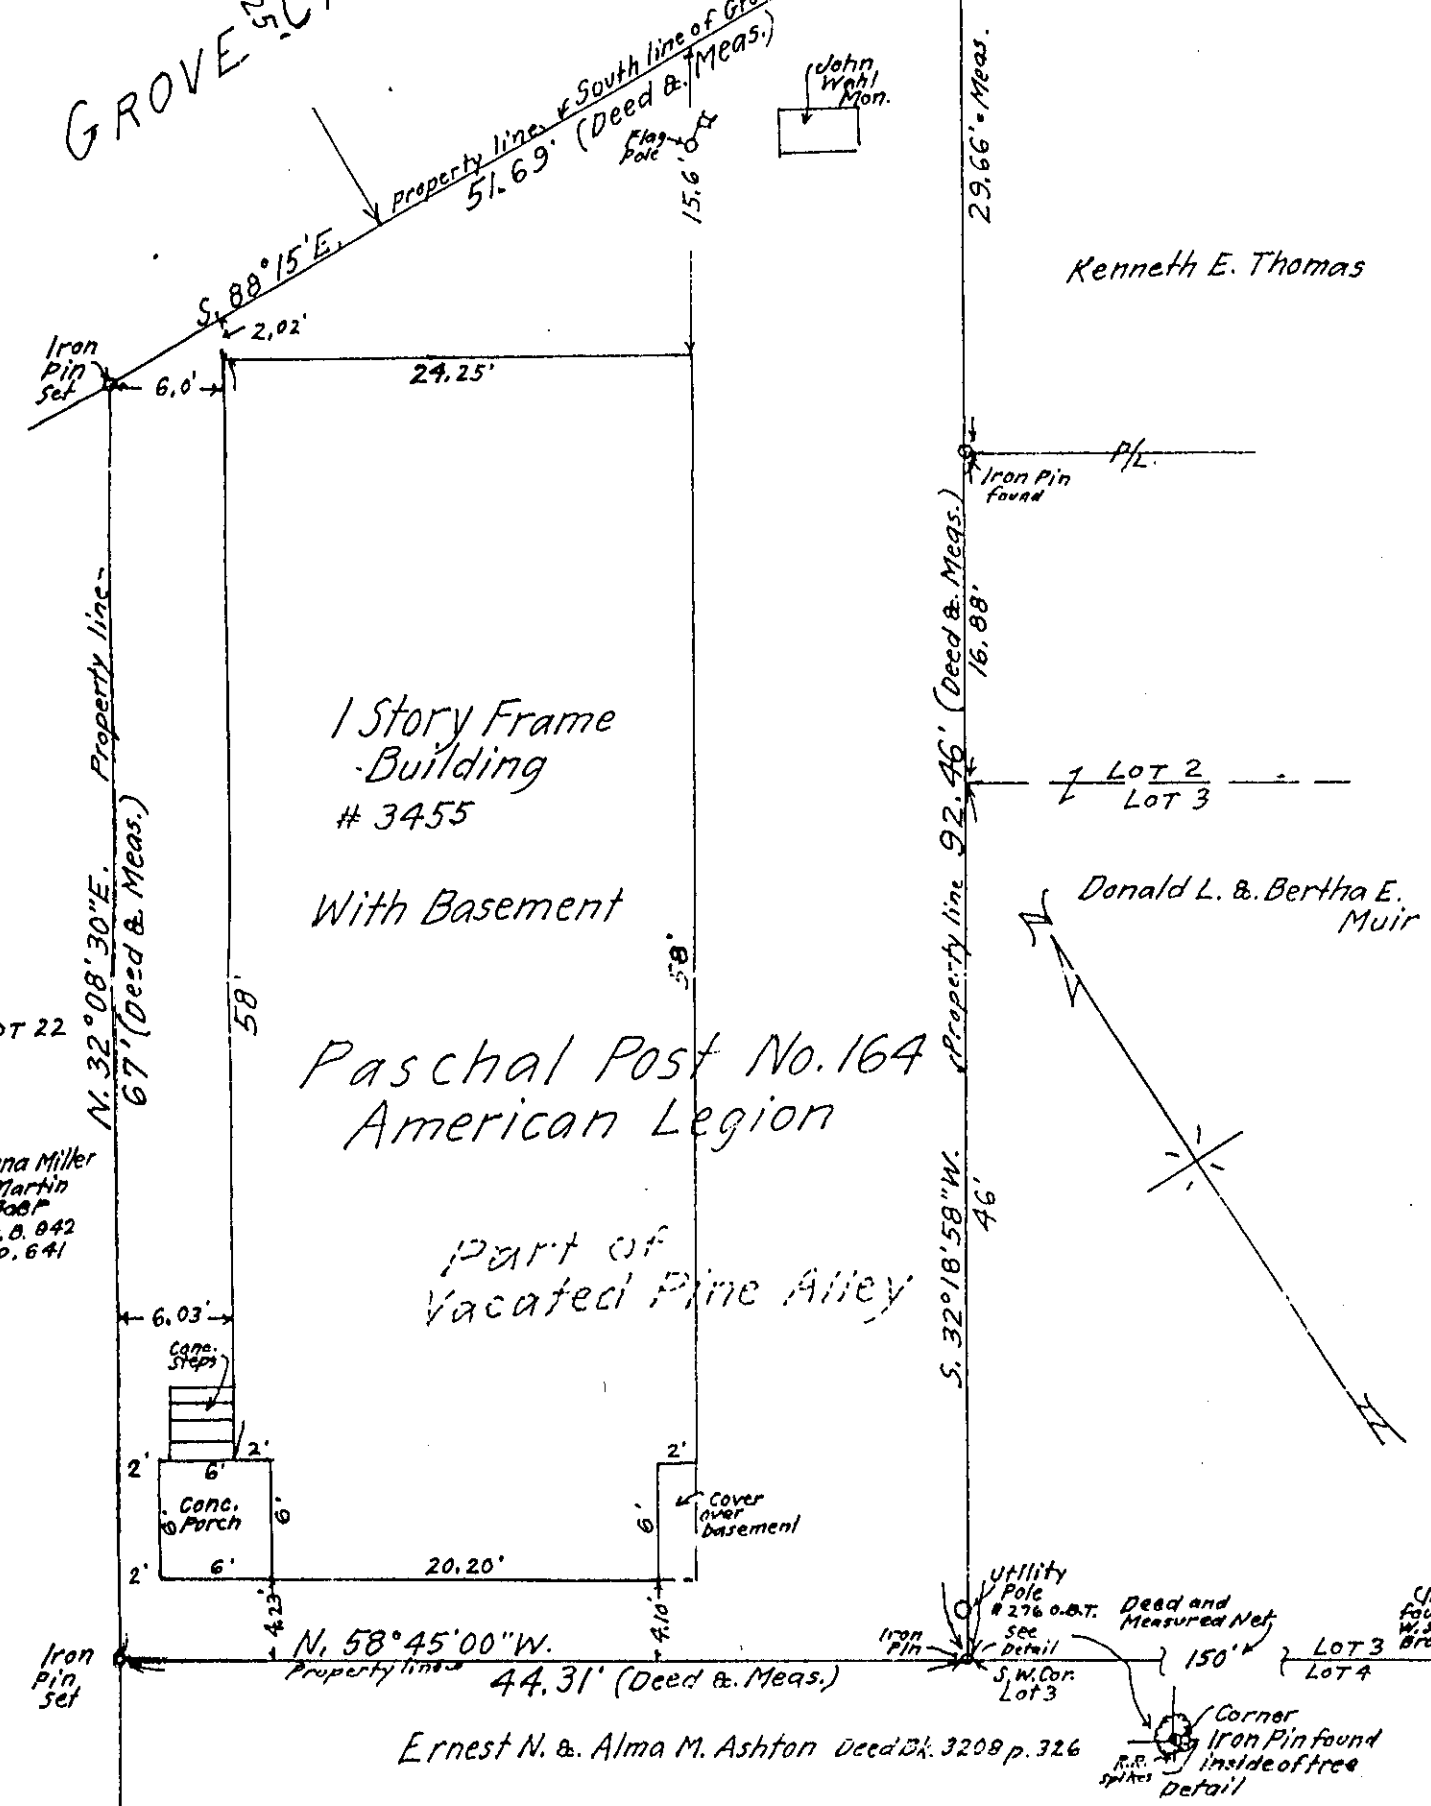 GROVE
25'
South line of
Property line
51.69' (Deed & Meas.)
S. 88°15'E.
John
Wahl
Mon.
Flag
Pole
15.6'
29.66' Meas.
Kenneth E. Thomas
2.02'
Iron
Pin
set
6.0'
24.25'
P/L.
Iron Pin
found
16.88'
Property line 92.46' (Deed & Meas.)
S. 32°18'58"W.
46'
LOT 2
LOT 3
Donald L. & Bertha E.
Muir
N
Property line
N. 32°08'30"E.
67' (Deed & Meas.)
1 Story Frame
Building
# 3455
With Basement
58'
58'
22
Paschal Post No. 164
American Legion
Miller
Martin
B. 842
p. 641
Part of
Vacated Pine Alley
6.03'
Conc.
Steps
2'
2'
6'
2'
Conc.
Porch
6'
6'
6'
Cover
over
basement
2'
6'
20.20'
4.23'
4.10'
Iron
Pin
set
N. 58°45'00"W.
Property line
44.31' (Deed & Meas.)
Iron
Pin
Utility
Pole
# 276 O.B.T.
see
Detail
S.W. Cor.
Lot 3
Deed and
Measured Net
150'
LOT 3
LOT 4
Ernest N. & Alma M. Ashton Deed Bk. 3208 p. 326
Corner
Iron Pin found
inside of tree
R.R.
spikes
Detail